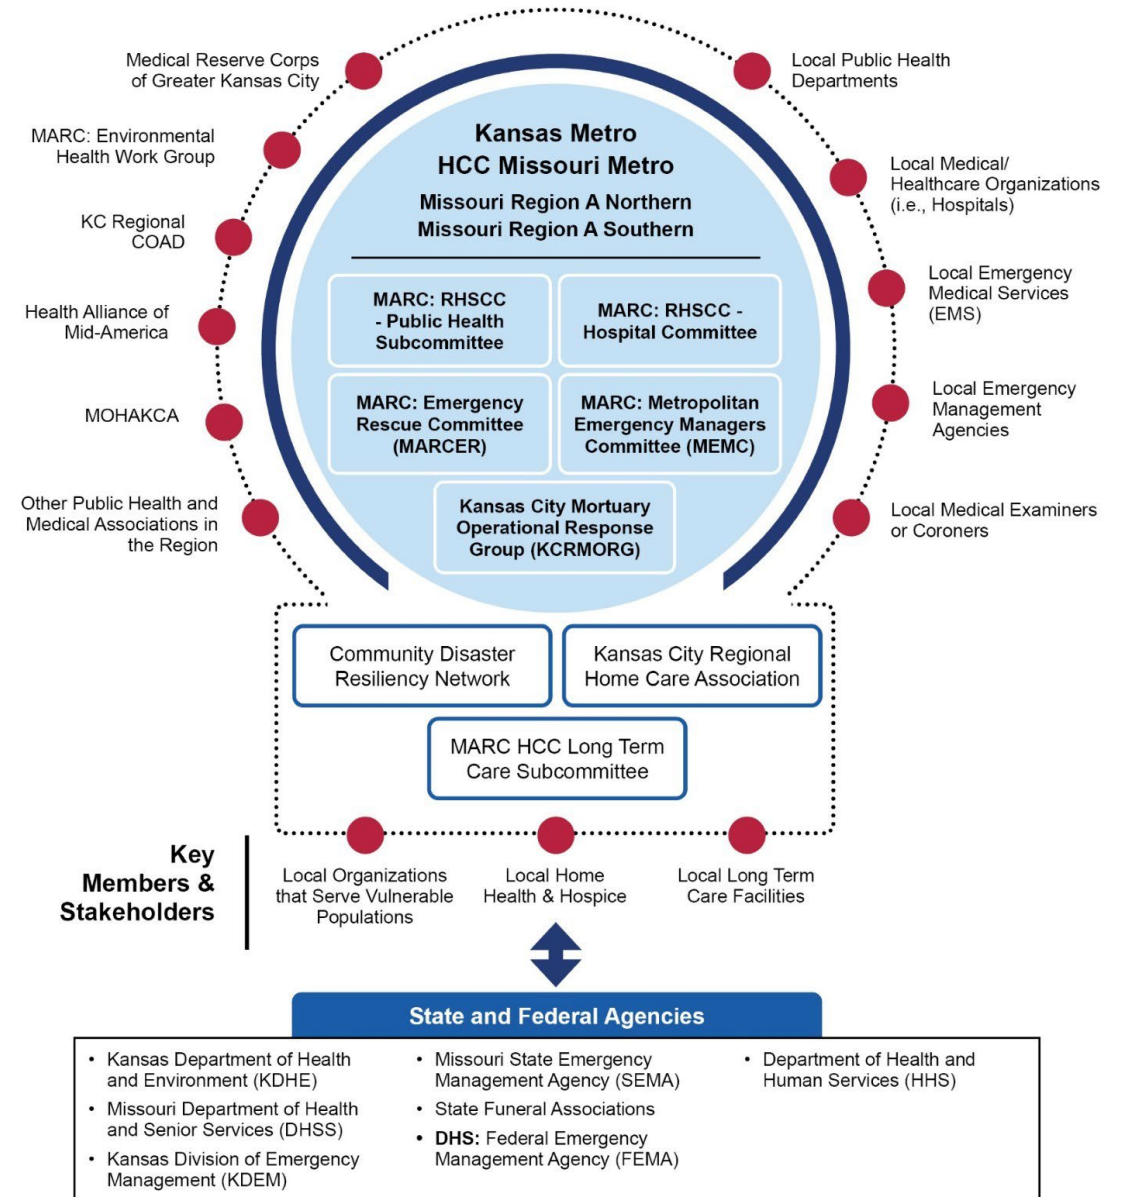 Medical Reserve Corps
of Greater Kansas City
MARC: Environmental
Health Work Group
KC Regional
COAD
Health Alliance of
Mid-America
MOHAKCA
Other Public Health and
Medical Associations in
the Region
Local Public Health
Departments
Local Medical/
Healthcare Organizations
(i.e., Hospitals)
Local Emergency
Medical Services
(EMS)
Local Emergency
Management
Agencies
Local Medical Examiners
or Coroners
Kansas Metro
HCC Missouri Metro
Missouri Region A Northern
Missouri Region A Southern
MARC: RHSCC
- Public Health
Subcommittee
MARC: RHSCC -
Hospital Committee
MARC: Emergency
Rescue Committee
(MARCER)
MARC: Metropolitan
Emergency Managers
Committee (MEMC)
Kansas City Mortuary
Operational Response
Group (KCRMORG)
Community Disaster
Resiliency Network
Kansas City Regional
Home Care Association
MARC HCC Long Term
Care Subcommittee
Key
Members &
Stakeholders
Local Organizations
that Serve Vulnerable
Populations
Local Home
Health & Hospice
Local Long Term
Care Facilities
State and Federal Agencies
• Kansas Department of Health
and Environment (KDHE)
• Missouri Department of Health
and Senior Services (DHSS)
• Kansas Division of Emergency
Management (KDEM)
• Missouri State Emergency
Management Agency (SEMA)
• State Funeral Associations
• DHS: Federal Emergency
Management Agency (FEMA)
• Department of Health and
Human Services (HHS)